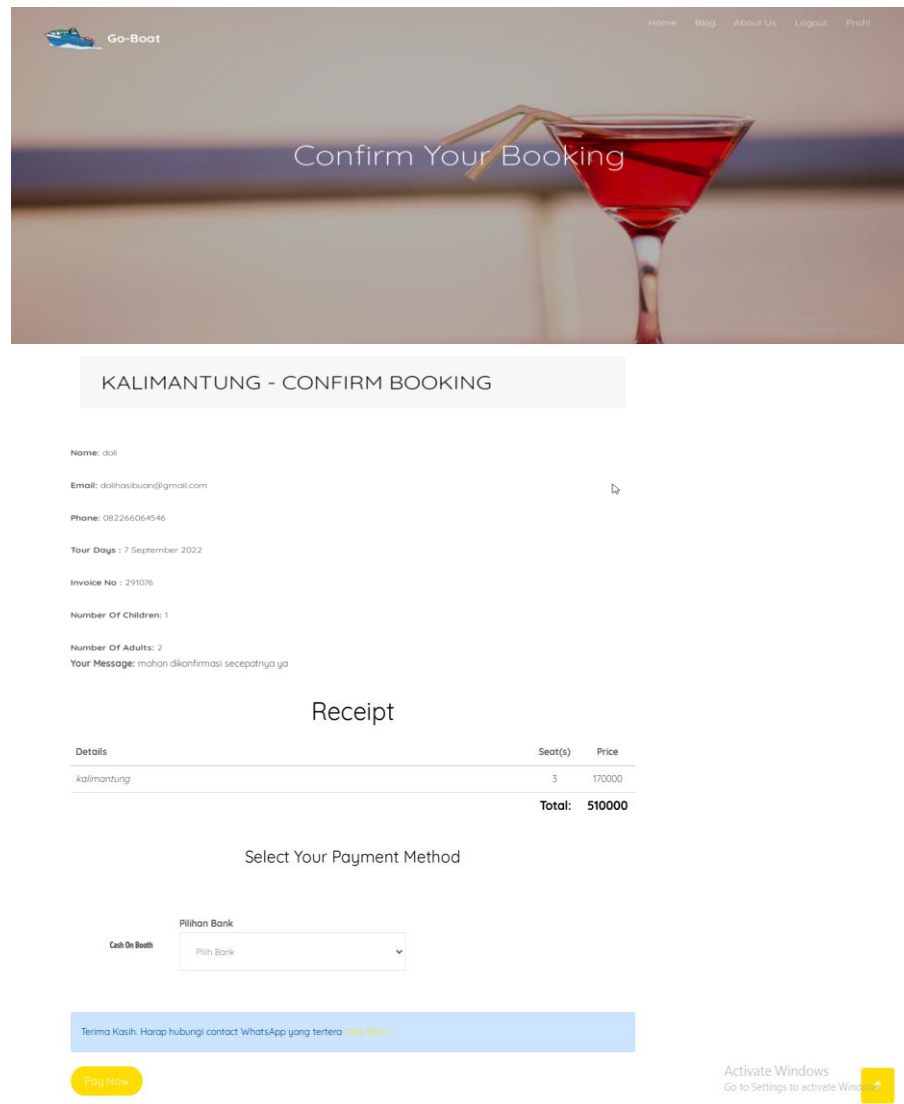 Home Blog About Us Logout Profil
Go-Boat
Confirm Your Booking
KALIMANTUNG - CONFIRM BOOKING
Name: doli
Email: dolihasibuan@gmail.com
Phone: 082266064546
Tour Days : 7 September 2022
Invoice No : 291076
Number Of Children: 1
Number Of Adults: 2
Your Message: mohon dikonfirmasi secepatnya ya
Receipt
Details Seat(s) Price
kalimantung 3 170000
Total: 510000
Select Your Payment Method
Pilihan Bank
Cash On Booth
Pilih Bank
Terima Kasih. Harap hubungi contact WhatsApp yang tertera
Pay Now
Activate Windows
Go to Settings to activate Windows.